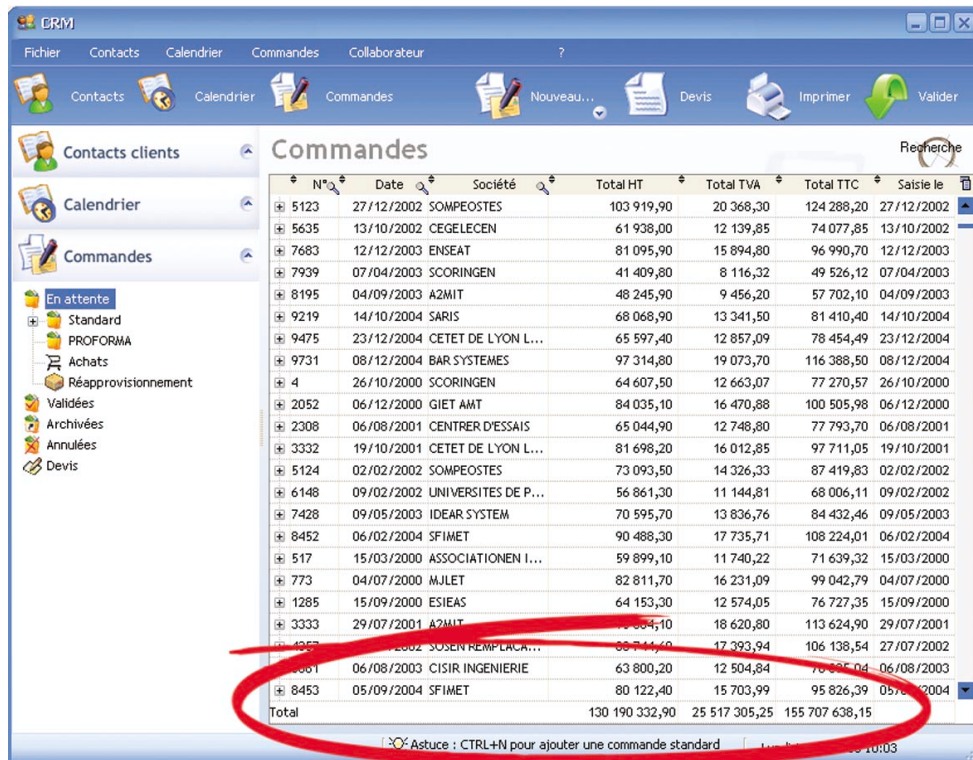 CRM
Fichier Contacts Calendrier Commandes Collaborateur ?
Contacts Calendrier Commandes Nouveau... Devis Imprimer Valider
Contacts clients
Calendrier
Commandes
En attente
Standard
PROFORMA
Achats
Réapprovisionnement
Validées
Archivées
Annulées
Devis
Commandes Recherche
N° Date Société Total HT Total TVA Total TTC Saisie le
5123 27/12/2002 SOMPEOSTES 103 919,90 20 368,30 124 288,20 27/12/2002
5635 13/10/2002 CEGELECEN 61 938,00 12 139,85 74 077,85 13/10/2002
7683 12/12/2003 ENSEAT 81 095,90 15 894,80 96 990,70 12/12/2003
7939 07/04/2003 SCORINGEN 41 409,80 8 116,32 49 526,12 07/04/2003
8195 04/09/2003 A2MIT 48 245,90 9 456,20 57 702,10 04/09/2003
9219 14/10/2004 SARIS 68 068,90 13 341,50 81 410,40 14/10/2004
9475 23/12/2004 CETET DE LYON L... 65 597,40 12 857,09 78 454,49 23/12/2004
9731 08/12/2004 BAR SYSTEMES 97 314,80 19 073,70 116 388,50 08/12/2004
4 26/10/2000 SCORINGEN 64 607,50 12 663,07 77 270,57 26/10/2000
2052 06/12/2000 GIET AMT 84 035,10 16 470,88 100 505,98 06/12/2000
2308 06/08/2001 CENTRER D'ESSAIS 65 044,90 12 748,80 77 793,70 06/08/2001
3332 19/10/2001 CETET DE LYON L... 81 698,20 16 012,85 97 711,05 19/10/2001
5124 02/02/2002 SOMPEOSTES 73 093,50 14 326,33 87 419,83 02/02/2002
6148 09/02/2002 UNIVERSITES DE P... 56 861,30 11 144,81 68 006,11 09/02/2002
7428 09/05/2003 IDEAR SYSTEM 70 595,70 13 836,76 84 432,46 09/05/2003
8452 06/02/2004 SFIMET 90 488,30 17 735,71 108 224,01 06/02/2004
517 15/03/2000 ASSOCIATIONEN I... 59 899,10 11 740,22 71 639,32 15/03/2000
773 04/07/2000 MJLET 82 811,70 16 231,09 99 042,79 04/07/2000
1285 15/09/2000 ESIEAS 64 153,30 12 574,05 76 727,35 15/09/2000
3333 29/07/2001 A2MIT 18 620,80 113 624,90 29/07/2001
SOSEN REMPLACA... 17 393,94 106 138,54 27/07/2002
06/08/2003 CISIR INGENIERIE 63 800,20 12 504,84 06/08/2003
8453 05/09/2004 SFIMET 80 122,40 15 703,99 95 826,39
Total 130 190 332,90 25 517 305,25 155 707 638,15
Astuce : CTRL+N pour ajouter une commande standard 10:03